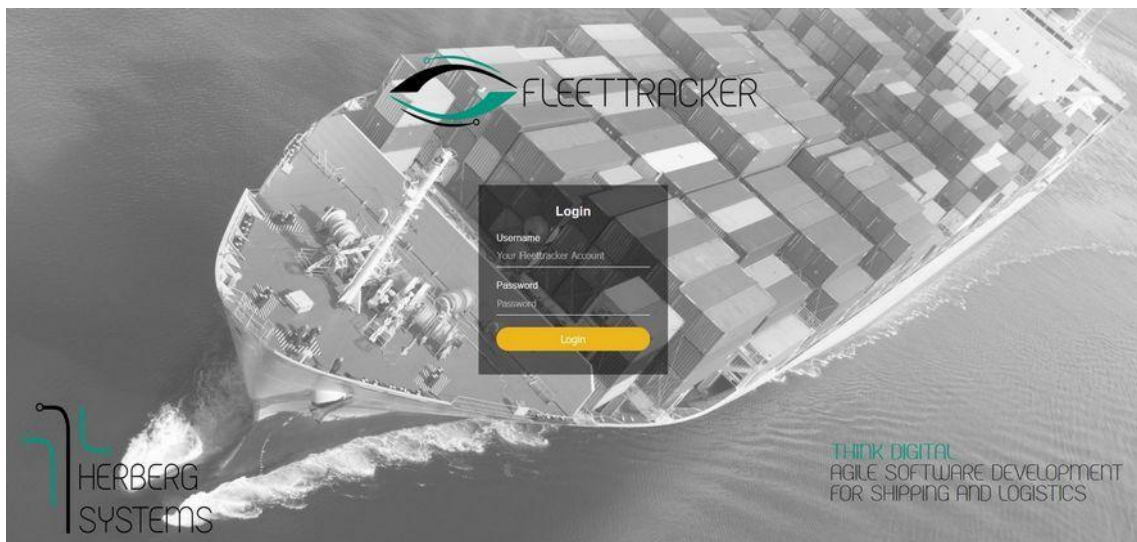 FLEETTRACKER
Login
Username
Your Fleettracker Account
Password
Password
Login
HERBERG
SYSTEMS
THINK DIGITAL
AGILE SOFTWARE DEVELOPMENT
FOR SHIPPING AND LOGISTICS